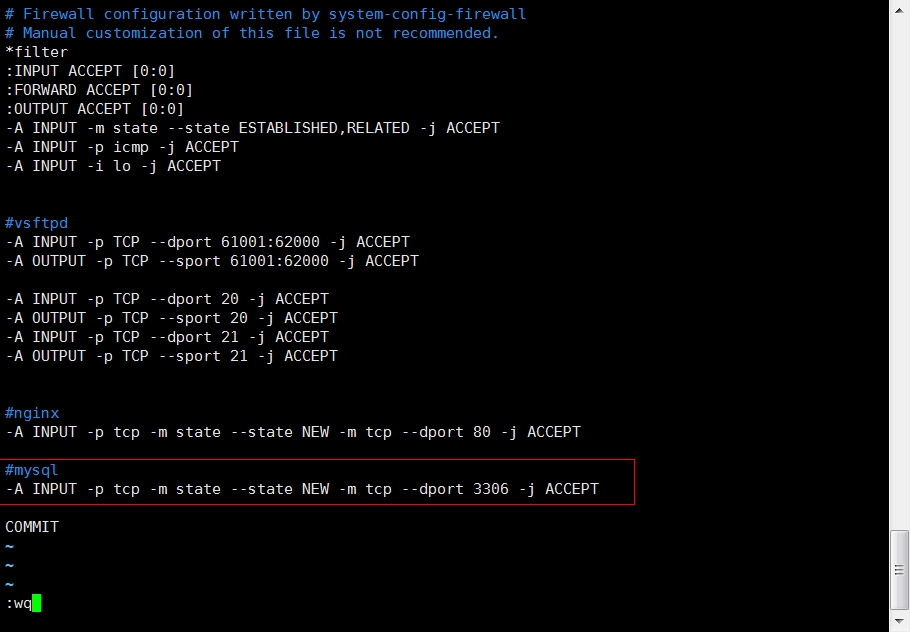 # Firewall configuration written by system-config-firewall
# Manual customization of this file is not recommended.
*filter
:INPUT ACCEPT [0:0]
:FORWARD ACCEPT [0:0]
:OUTPUT ACCEPT [0:0]
-A INPUT -m state --state ESTABLISHED,RELATED -j ACCEPT
-A INPUT -p icmp -j ACCEPT
-A INPUT -i lo -j ACCEPT
#vsftpd
-A INPUT -p TCP --dport 61001:62000 -j ACCEPT
-A OUTPUT -p TCP --sport 61001:62000 -j ACCEPT
-A INPUT -p TCP --dport 20 -j ACCEPT
-A OUTPUT -p TCP --sport 20 -j ACCEPT
-A INPUT -p TCP --dport 21 -j ACCEPT
-A OUTPUT -p TCP --sport 21 -j ACCEPT
#nginx
-A INPUT -p tcp -m state --state NEW -m tcp --dport 80 -j ACCEPT
#mysql
-A INPUT -p tcp -m state --state NEW -m tcp --dport 3306 -j ACCEPT
COMMIT
~
~
~
:wq